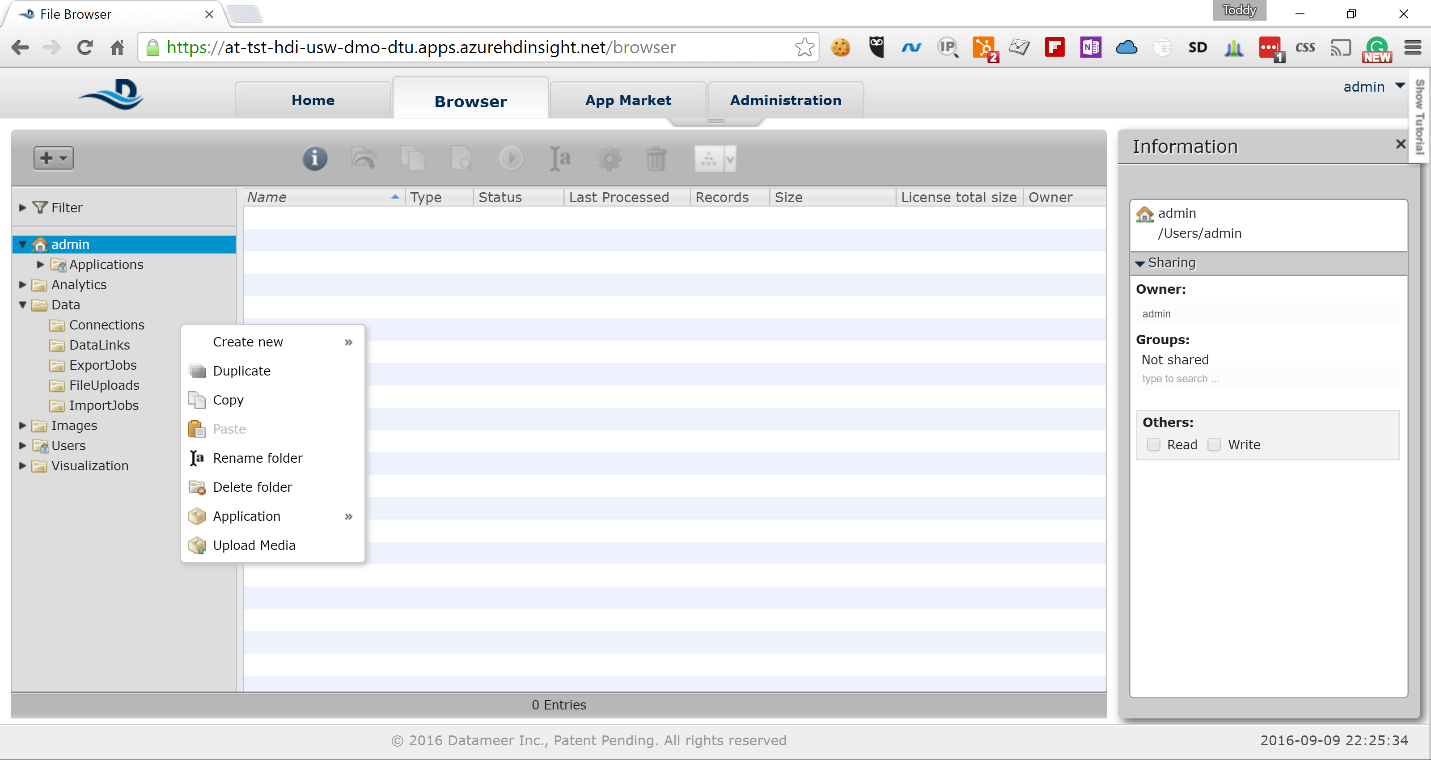 File Browser
Toddy
https://at-tst-hdi-usw-dmo-dtu.apps.azurehdinsight.net/browser
IP
2
F
N
SD
1
CSS
NEW
D
Home
Browser
App Market
Administration
admin
Show Tutorial
Information
Name
Type
Status
Last Processed
Records
Size
License total size
Owner
Filter
admin
Applications
Analytics
Data
Connections
DataLinks
ExportJobs
FileUploads
ImportJobs
Images
Users
Visualization
Create new »
Duplicate
Copy
Paste
Rename folder
Delete folder
Application »
Upload Media
admin
/Users/admin
Sharing
Owner:
admin
Groups:
Not shared
type to search ...
Others:
Read
Write
0 Entries
© 2016 Datameer Inc., Patent Pending. All rights reserved
2016-09-09 22:25:34